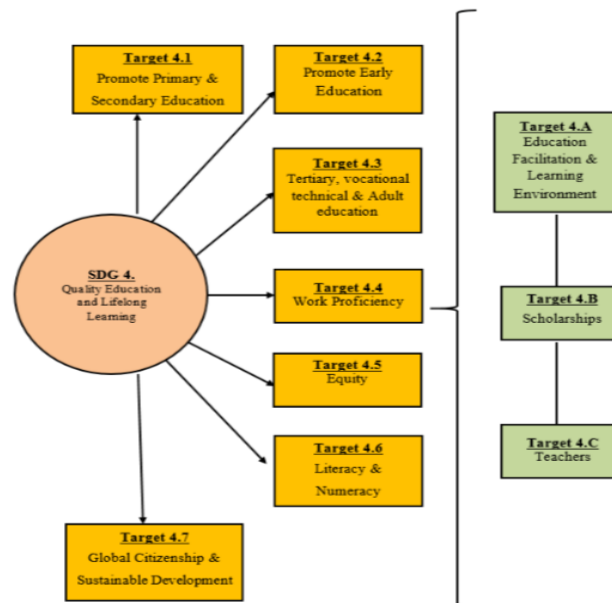 Target 4.1
Promote Primary &
Secondary Education
Target 4.2
Promote Early
Education
Target 4.3
Tertiary, vocational
technical & Adult
education
SDG 4.
Quality Education
and Lifelong
Learning
Target 4.4
Work Proficiency
Target 4.5
Equity
Target 4.6
Literacy &
Numeracy
Target 4.7
Global Citizenship &
Sustainable Development
Target 4.A
Education
Facilitation &
Learning
Environment
Target 4.B
Scholarships
Target 4.C
Teachers